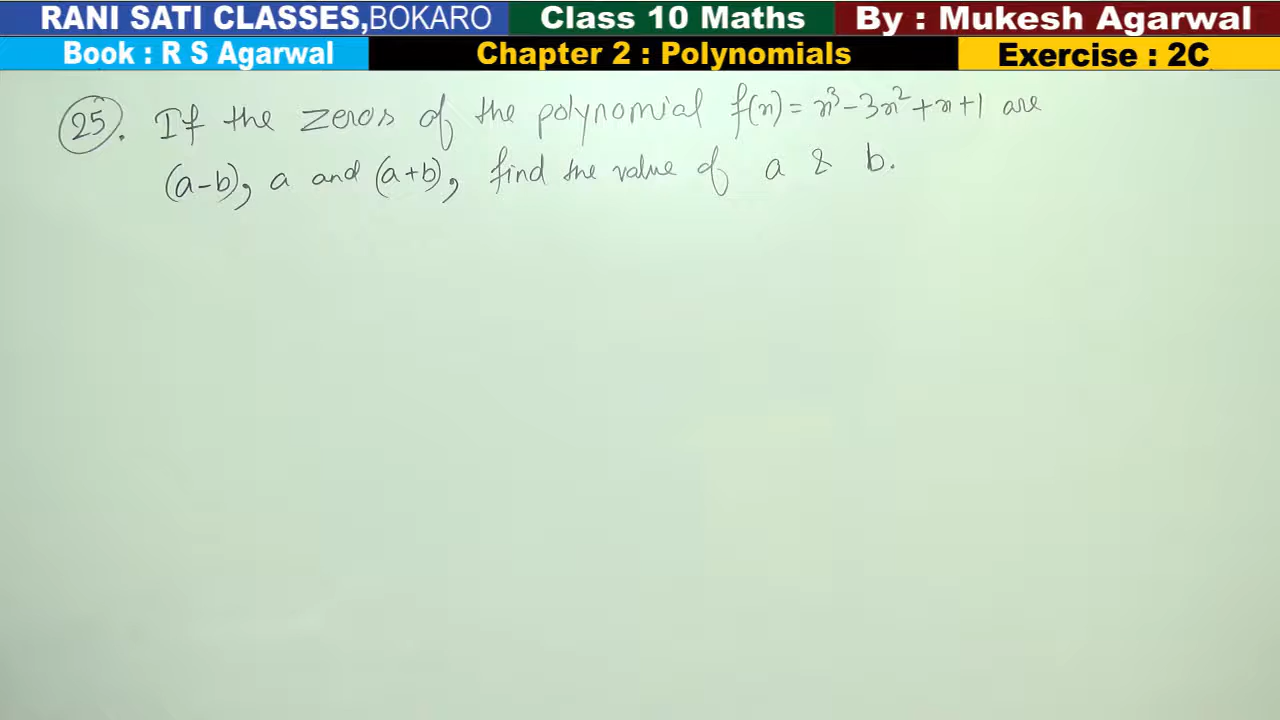 RANI SATI CLASSES,BOKARO Class 10 Maths By : Mukesh Agarwal
Book : R S Agarwal Chapter 2 : Polynomials Exercise : 2C
25. If the zeros of the polynomial f(x) = x³ - 3x² + x + 1 are
(a-b), a and (a+b), find the value of a & b.